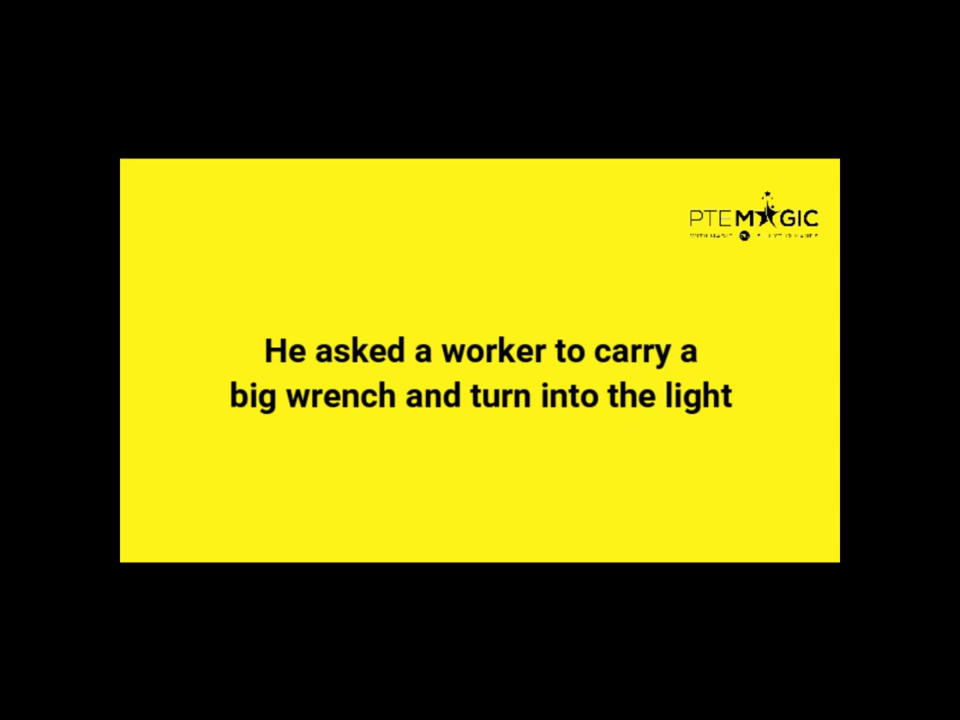 PTEMAGIC
He asked a worker to carry a
big wrench and turn into the light